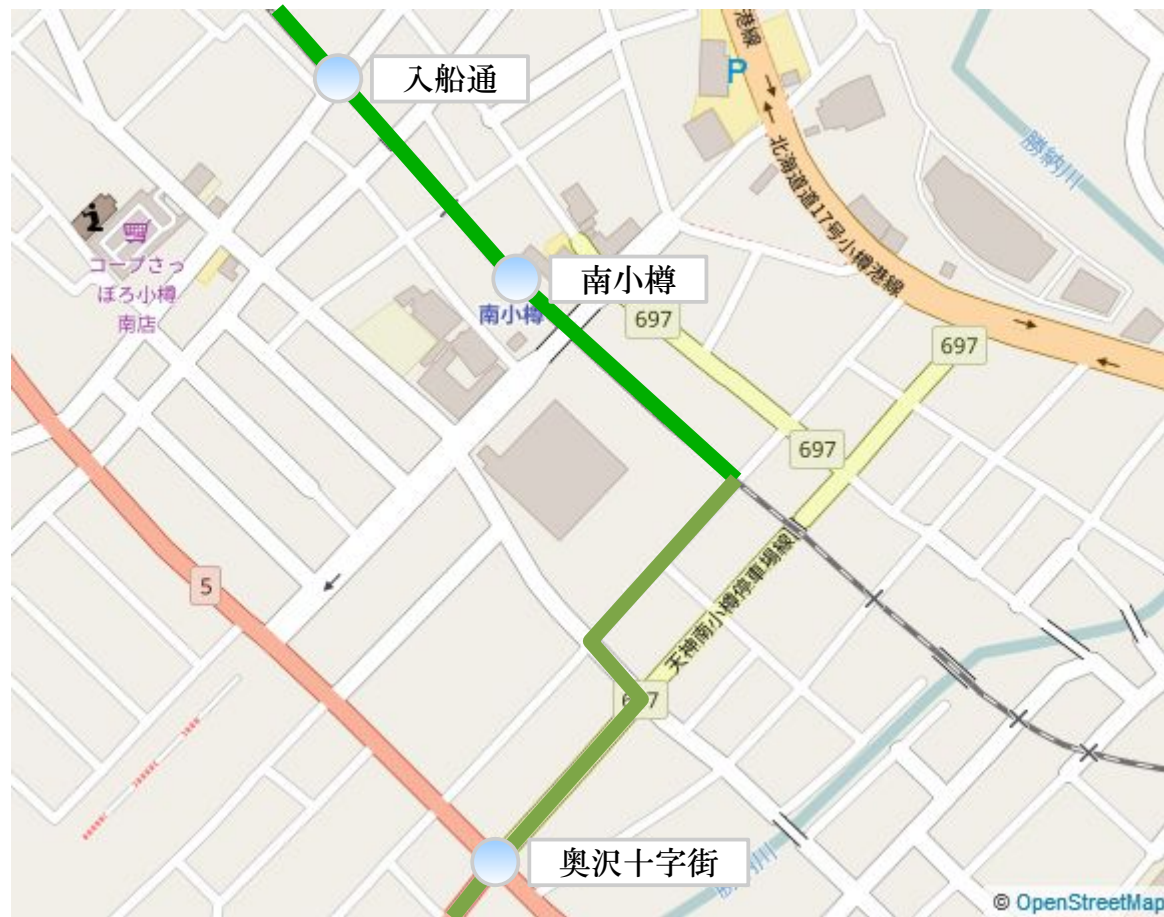 入船通
P
北海道道17号小樽港線
港線
勝納川
コープさっ
ぽろ小樽
南店
南小樽
南小樽
697
697
697
5
天神南小樽停車場線
7
奥沢十字街
© OpenStreetMap